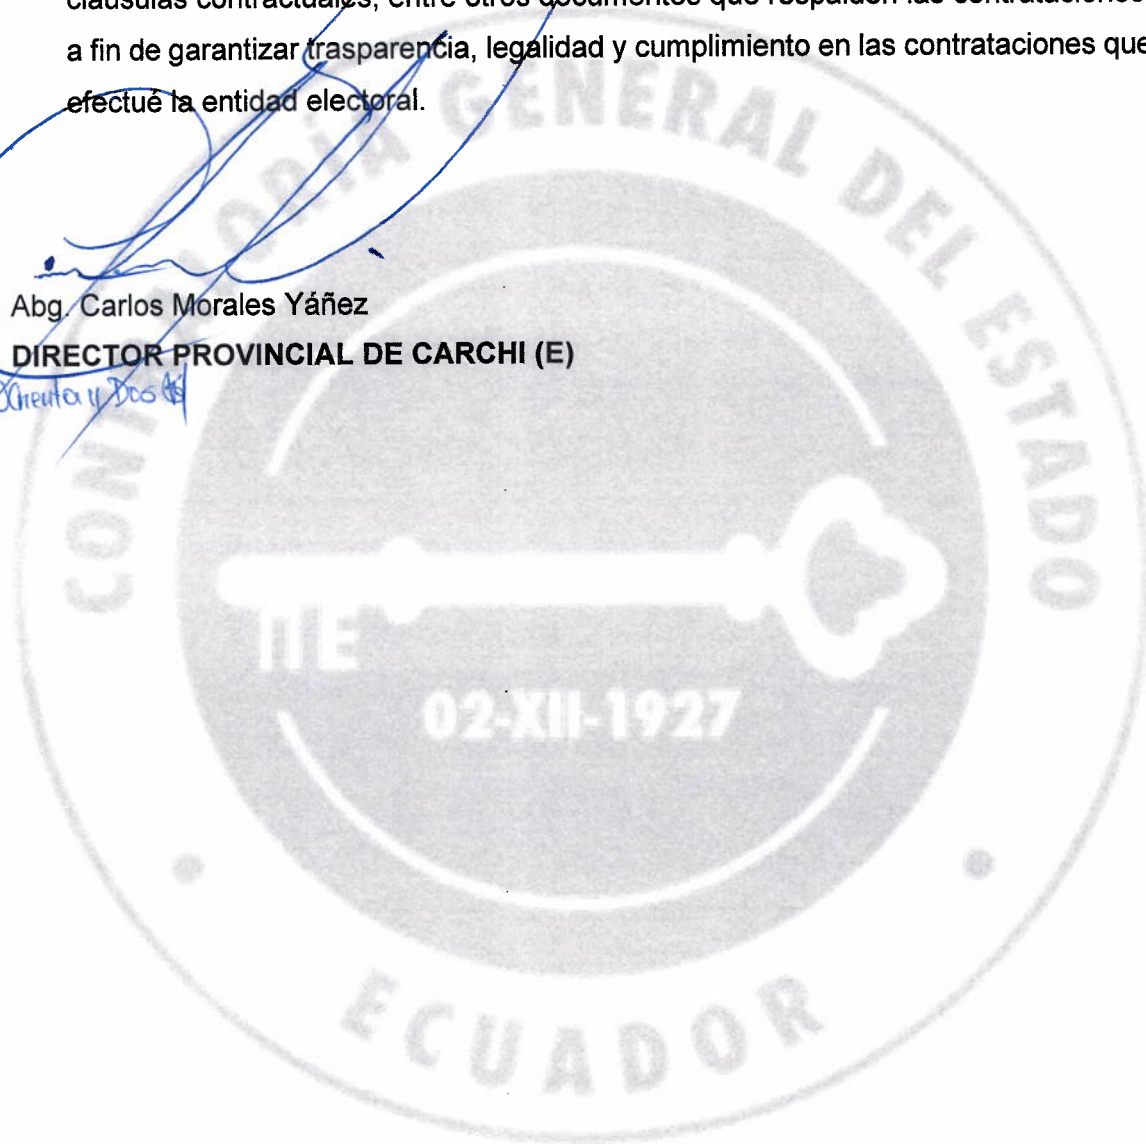 cláusulas contractuales, entre otros documentos que respalden las contrataciones
a fin de garantizar trasparencia, legalidad y cumplimiento en las contrataciones que
efectué la entidad electoral.
Abg. Carlos Morales Yáñez
DIRECTOR PROVINCIAL DE CARCHI (E)
Ochenta y Dos
CONTRALORÍA GENERAL DEL ESTADO
02-XII-1927
ECUADOR